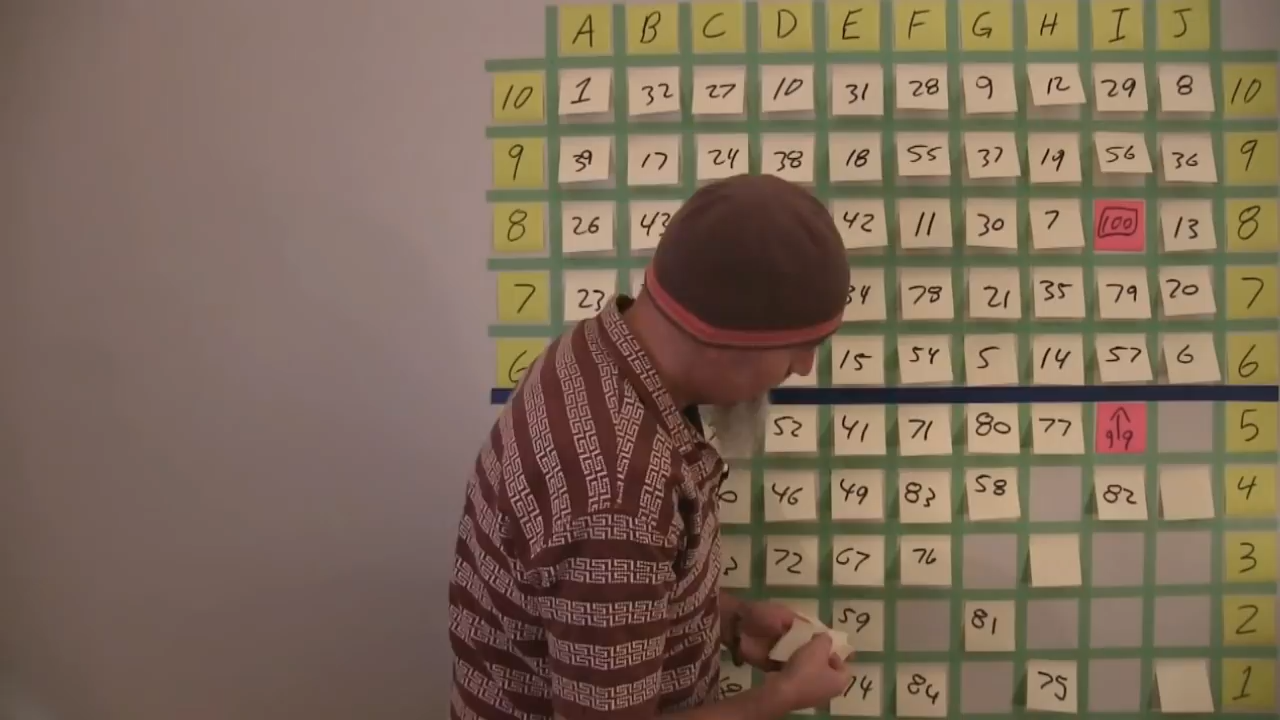 A B C D E F G H I J
10 1 32 27 10 31 28 9 12 29 8 10
9 39 17 24 38 18 55 37 19 56 36 9
8 26 42 11 30 7 100 13 8
7 23 78 21 35 79 20 7
6 15 54 5 14 57 6 6
52 41 71 80 77 99 5
46 49 83 58 82 4
72 67 76 3
59 81 2
84 75 1